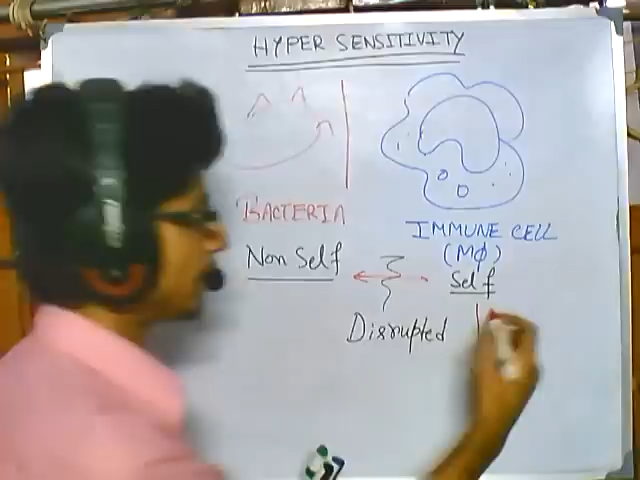 HYPER SENSITIVITY
BACTERIA
IMMUNE CELL
(Mφ)
Non Self
Self
Disrupted